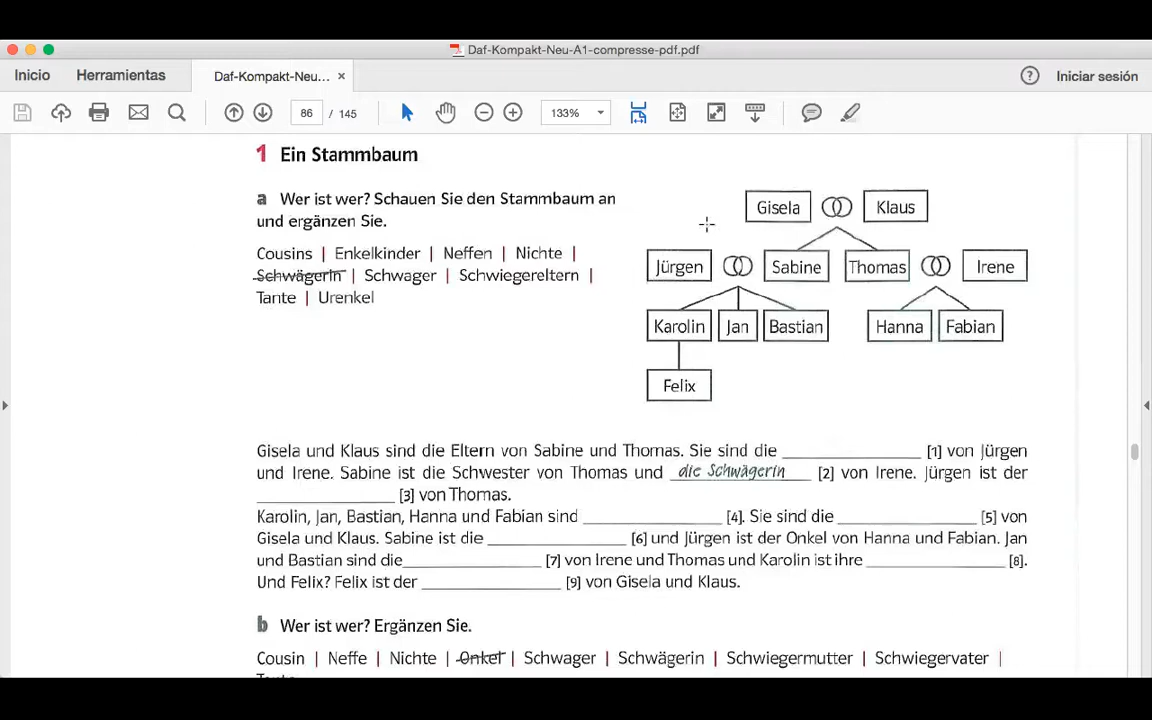 Daf-Kompakt-Neu-A1-compresse-pdf.pdf
Inicio Herramientas Daf-Kompakt-Neu... × ? Iniciar sesión
86 / 145 133%
1 Ein Stammbaum
a Wer ist wer? Schauen Sie den Stammbaum an
und ergänzen Sie.
Cousins | Enkelkinder | Neffen | Nichte |
Schwägerin | Schwager | Schwiegereltern |
Tante | Urenkel
Gisela Klaus
Jürgen Sabine Thomas Irene
Karolin Jan Bastian Hanna Fabian
Felix
Gisela und Klaus sind die Eltern von Sabine und Thomas. Sie sind die ____________ [1] von Jürgen
und Irene. Sabine ist die Schwester von Thomas und die Schwägerin [2] von Irene. Jürgen ist der
____________ [3] von Thomas.
Karolin, Jan, Bastian, Hanna und Fabian sind ____________ [4]. Sie sind die ____________ [5] von
Gisela und Klaus. Sabine ist die ____________ [6] und Jürgen ist der Onkel von Hanna und Fabian. Jan
und Bastian sind die ____________ [7] von Irene und Thomas und Karolin ist ihre ____________ [8].
Und Felix? Felix ist der ____________ [9] von Gisela und Klaus.
b Wer ist wer? Ergänzen Sie.
Cousin | Neffe | Nichte | Onkel | Schwager | Schwägerin | Schwiegermutter | Schwiegervater |